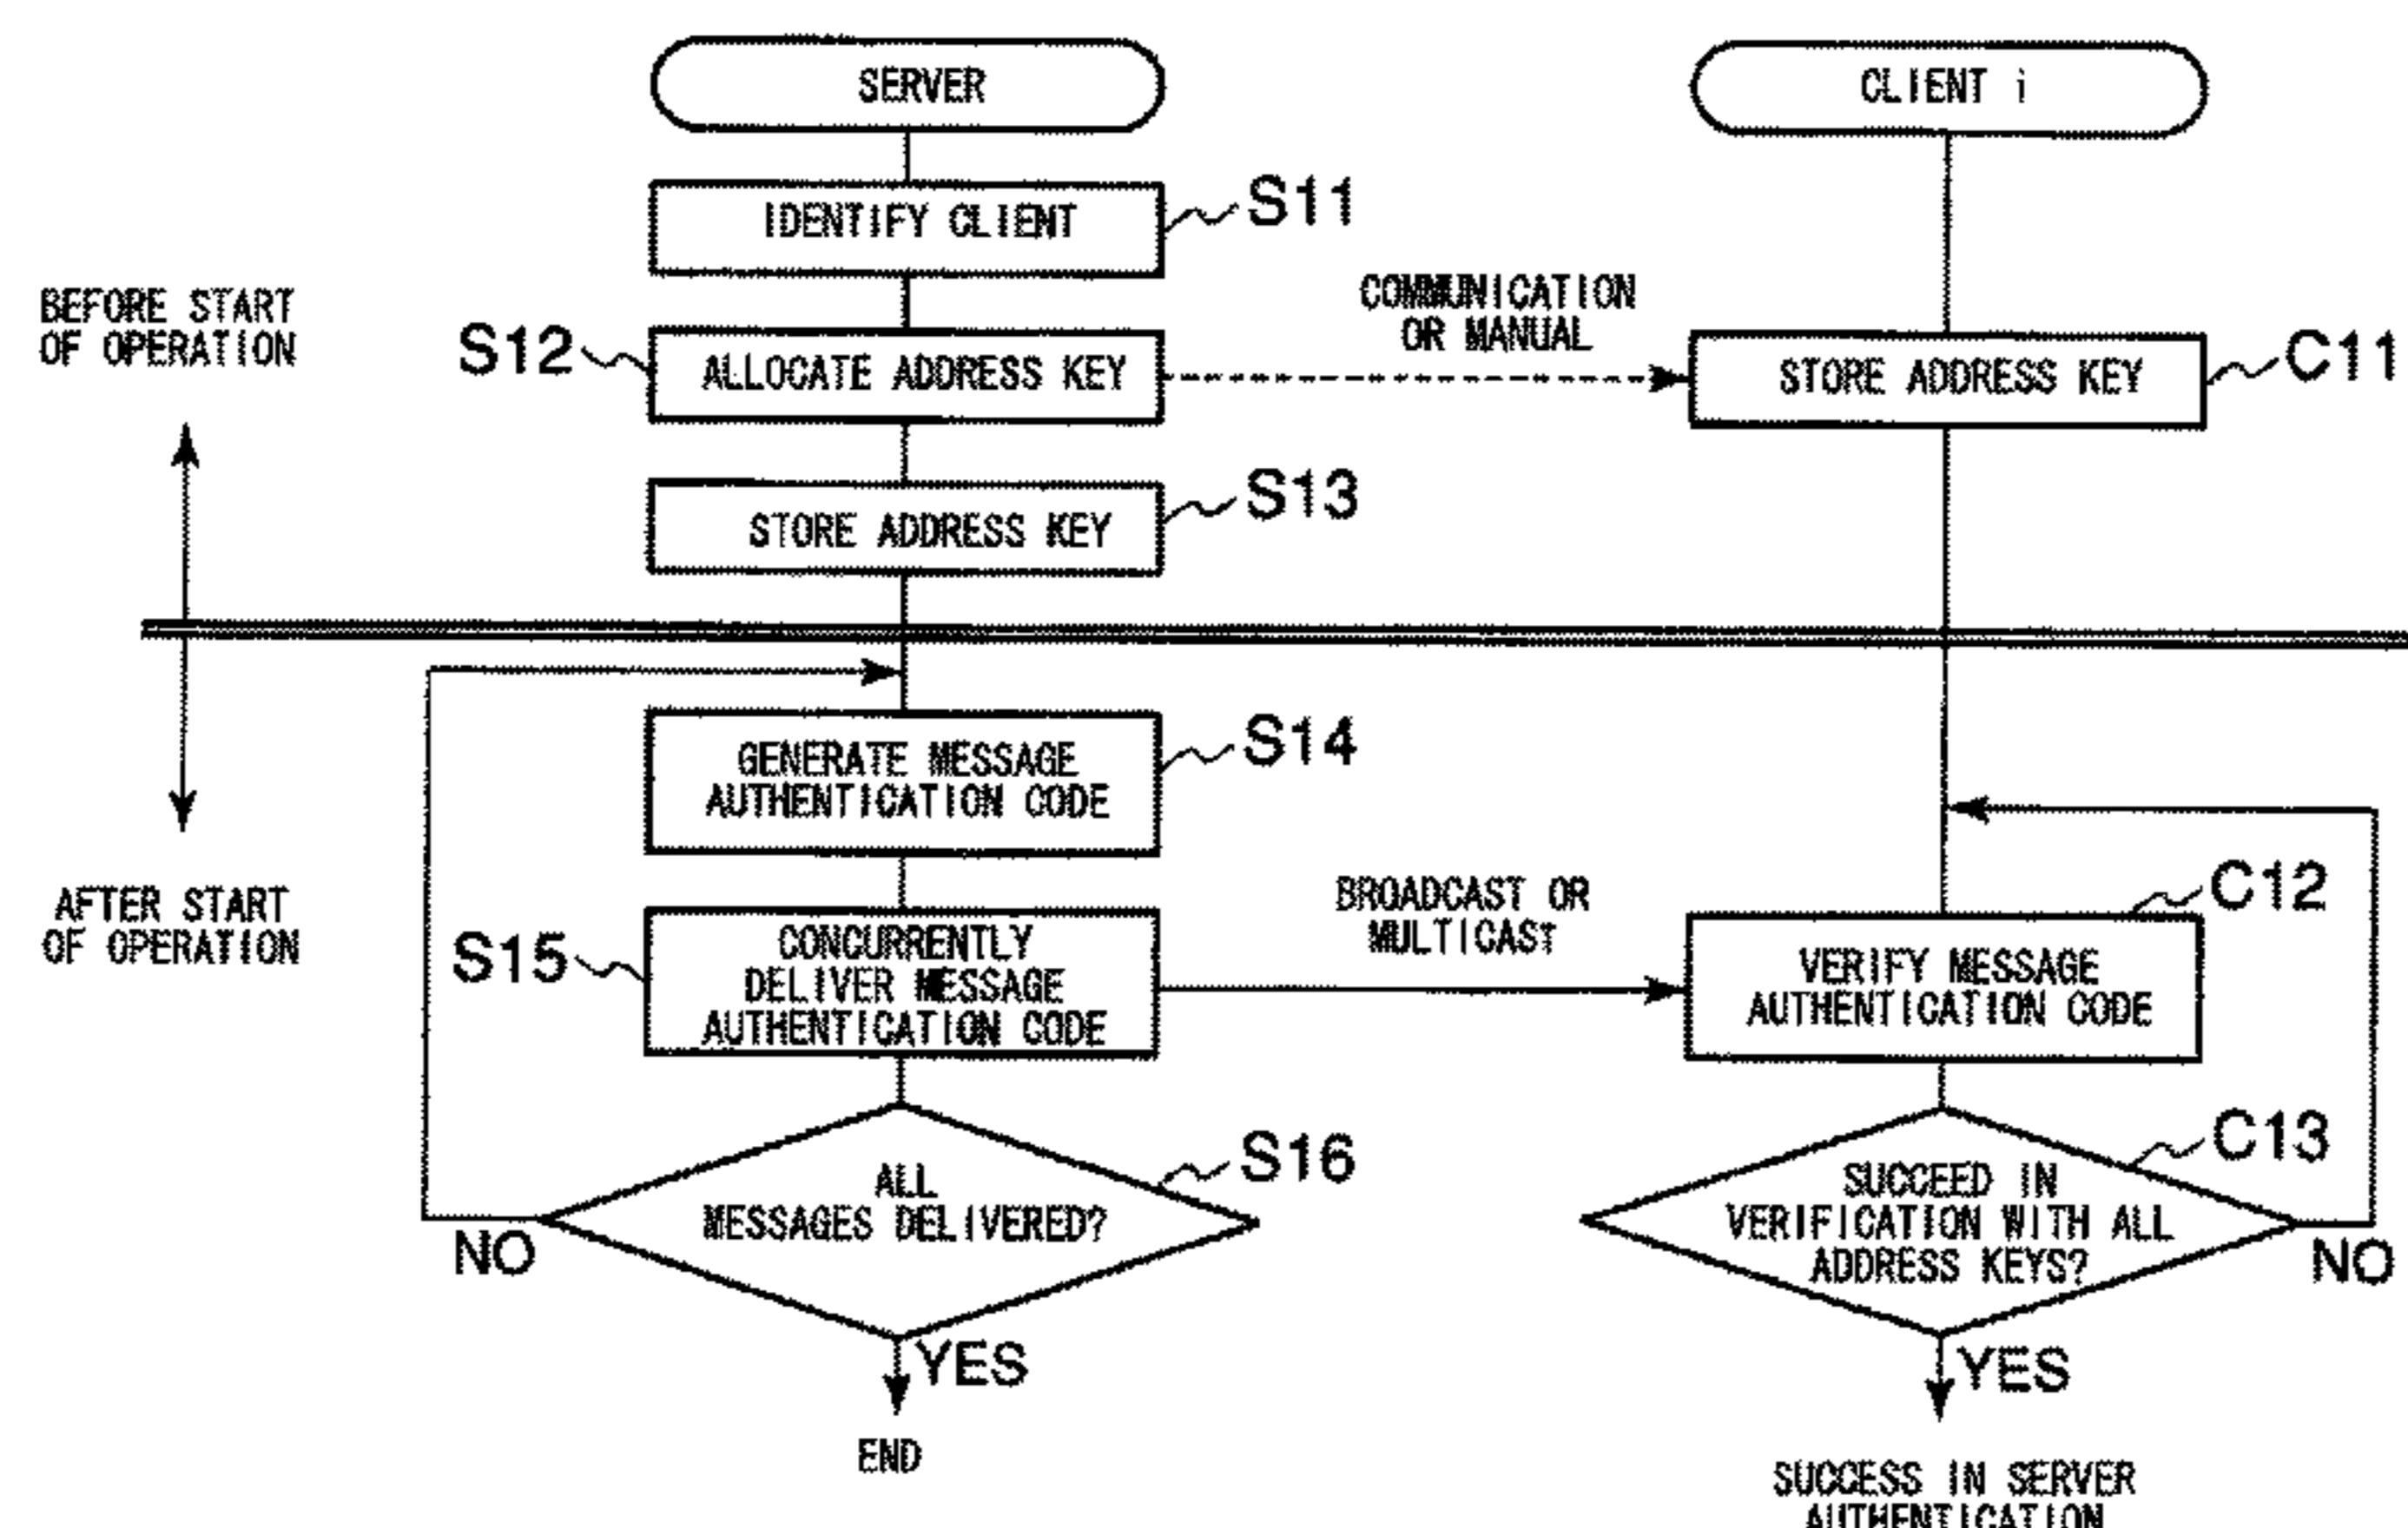 SERVER
CLIENT i
IDENTIFY CLIENT
S11
BEFORE START
OF OPERATION
COMMUNICATION
OR MANUAL
S12
ALLOCATE ADDRESS KEY
STORE ADDRESS KEY
C11
STORE ADDRESS KEY
S13
GENERATE MESSAGE
AUTHENTICATION CODE
S14
AFTER START
OF OPERATION
S15
CONCURRENTLY
DELIVER MESSAGE
AUTHENTICATION CODE
BROADCAST OR
MULTICAST
C12
VERIFY MESSAGE
AUTHENTICATION CODE
ALL
MESSAGES DELIVERED?
S16
NO
YES
END
C13
SUCCEED IN
VERIFICATION WITH ALL
ADDRESS KEYS?
NO
YES
SUCCESS IN SERVER
AUTHENTICATION